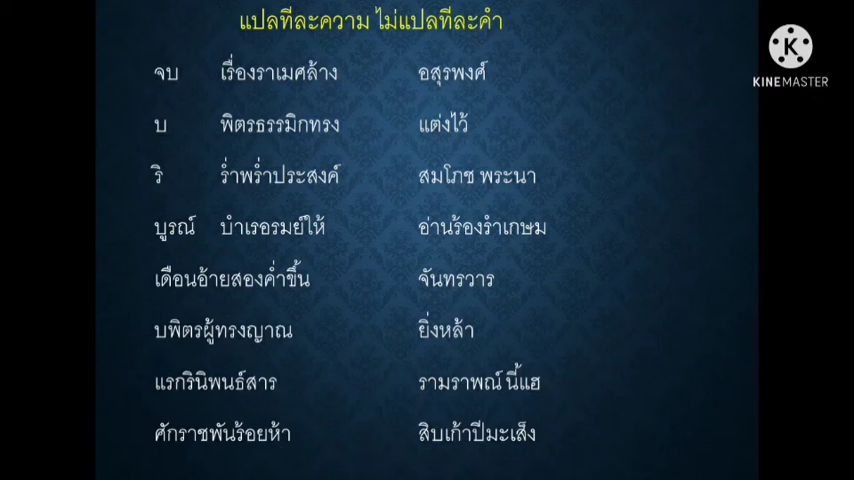 แปลทีละความ ไม่แปลทีละคำ
KINEMASTER
จบ เรื่องราเมศล้าง อสุรพงศ์
บ พิตรธรรมิกทรง แต่งไว้
ริ ร่ำพร่ำประสงค์ สมโภช พระนา
บูรณ์ บำเรอรมย์ให้ อ่านร้องรำเกษม
เดือนอ้ายสองค่ำขึ้น จันทรวาร
บพิตรผู้ทรงญาณ ยิ่งหล้า
แรกรินิพนธ์สาร รามราพณ์ นี้แฮ
ศักราชพันร้อยห้า สิบเก้าปีมะเส็ง